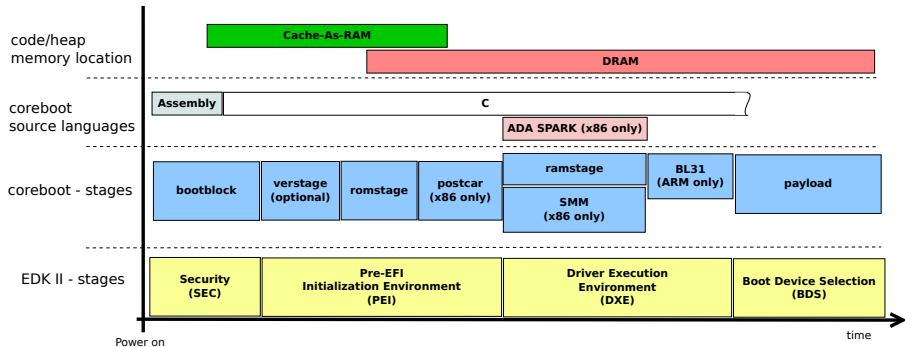 code/heap
memory location
Cache-As-RAM
DRAM
coreboot
source languages
Assembly
C
ADA SPARK (x86 only)
coreboot - stages
bootblock
verstage
(optional)
romstage
postcar
(x86 only)
ramstage
SMM
(x86 only)
BL31
(ARM only)
payload
EDK II - stages
Security
(SEC)
Pre-EFI
Initialization Environment
(PEI)
Driver Execution
Environment
(DXE)
Boot Device Selection
(BDS)
Power on
time